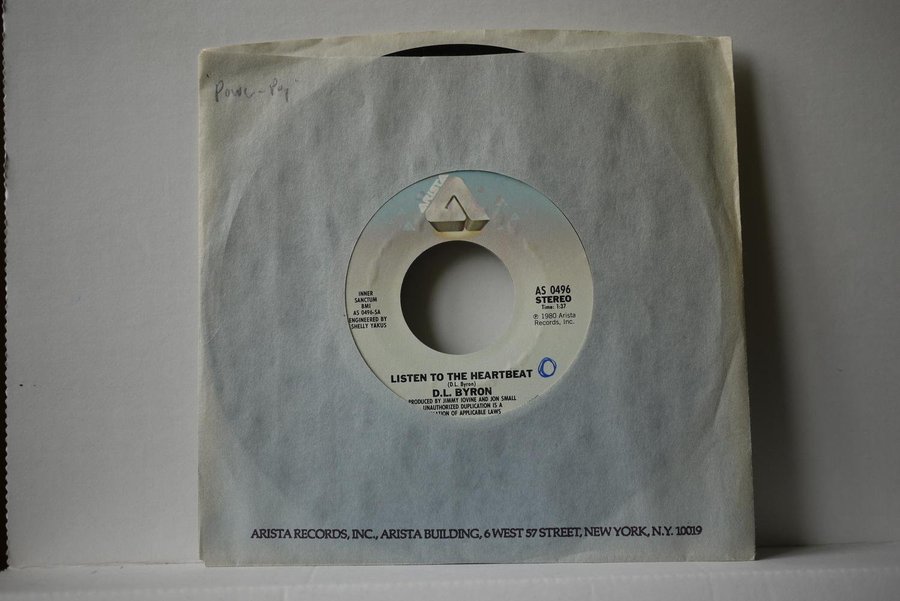 Power-Pop
ARISTA
INNER
SANCTUM
BMI
AS 0496-SA
ENGINEERED BY
SHELLY YAKUS
AS 0496
STEREO
Time: 1:37
℗ 1980 Arista
Records, Inc.
LISTEN TO THE HEARTBEAT
(D.L. Byron)
D.L. BYRON
PRODUCED BY JIMMY IOVINE AND JON SMALL
UNAUTHORIZED DUPLICATION IS A
ATION OF APPLICABLE LAWS
ARISTA RECORDS, INC., ARISTA BUILDING, 6 WEST 57 STREET, NEW YORK, N.Y. 10019